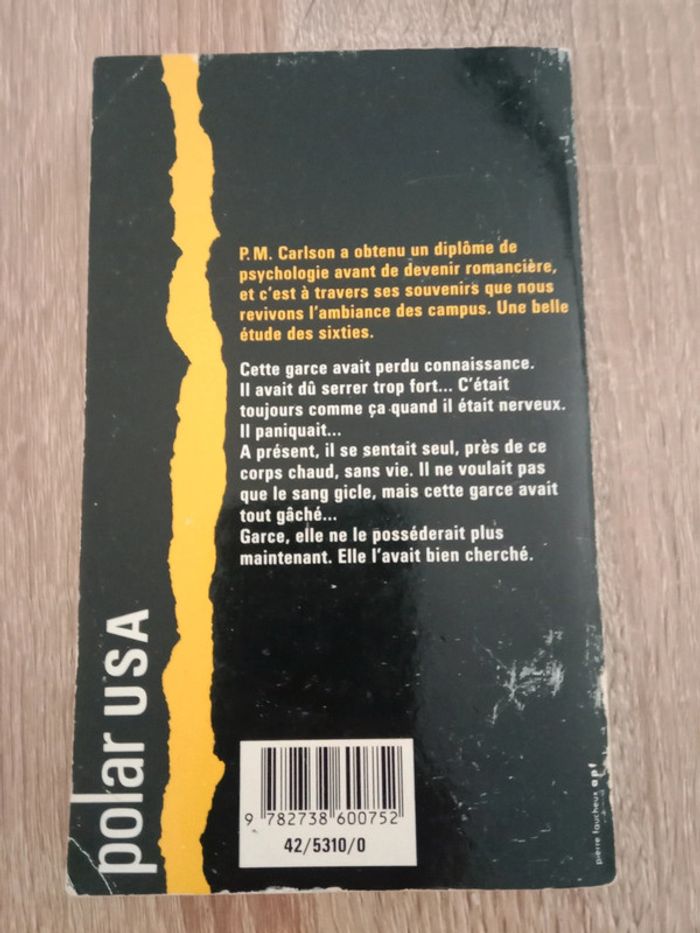 P.M. Carlson a obtenu un diplôme de
psychologie avant de devenir romancière,
et c'est à travers ses souvenirs que nous
revivons l'ambiance des campus. Une belle
étude des sixties.
Cette garce avait perdu connaissance.
Il avait dû serrer trop fort... C'était
toujours comme ça quand il était nerveux.
Il paniquait...
A présent, il se sentait seul, près de ce
corps chaud, sans vie. Il ne voulait pas
que le sang gicle, mais cette garce avait
tout gâché...
Garce, elle ne le posséderait plus
maintenant. Elle l'avait bien cherché.
polar USA
9 782738 600752
42/5310/0
pierre faucheux apf